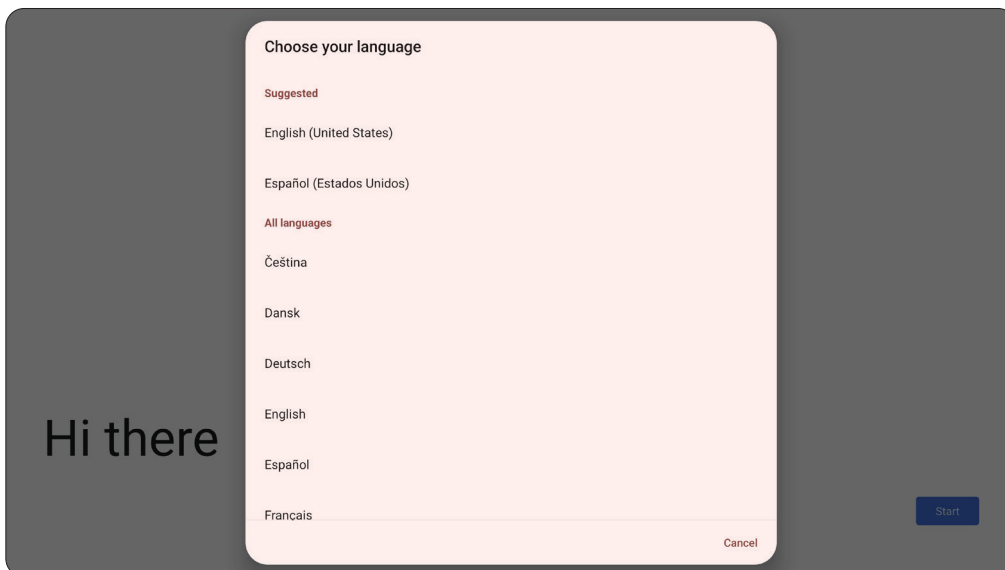 Choose your language
Suggested
English (United States)
Español (Estados Unidos)
All languages
Čeština
Dansk
Deutsch
English
Español
Français
Cancel
Hi there
Start